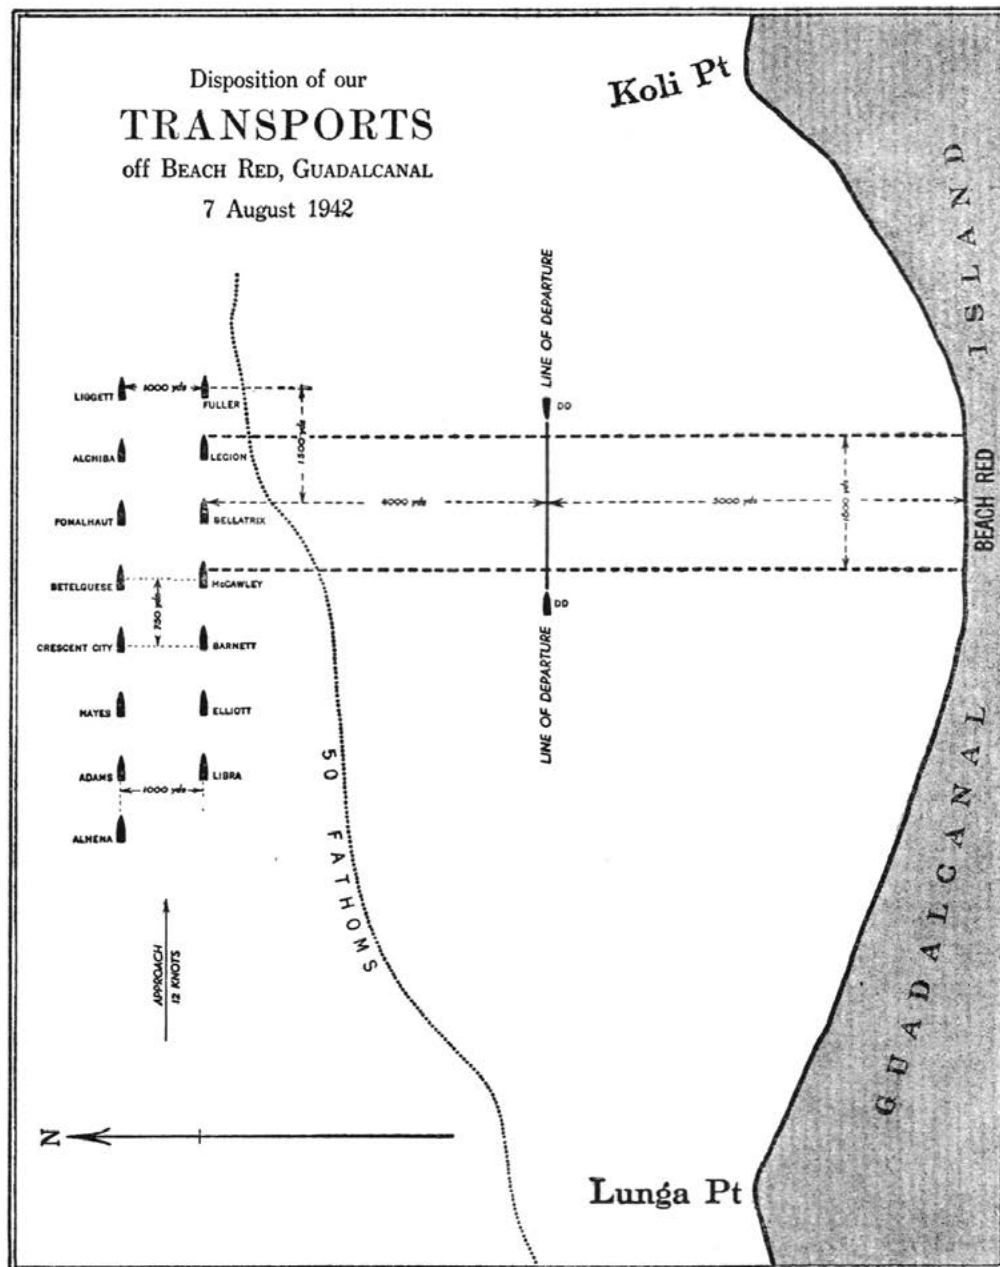 Disposition of our
TRANSPORTS
off BEACH RED, GUADALCANAL
7 August 1942
Koli Pt
GUADALCANAL ISLAND
BEACH RED
LINE OF DEPARTURE
DD
LIGGETT
1000 yds
FULLER
1500 yds
ALCHIBA
LEGION
FOMALHAUT
BELLATRIX
5000 yds
1600 yds
BETELGUESE
McCAWLEY
750 yds
DD
LINE OF DEPARTURE
CRESCENT CITY
BARNETT
HAYES
ELLIOTT
ADAMS
1000 yds
LIBRA
ALHENA
50 FATHOMS
APPROACH
12 KNOTS
N
Lunga Pt